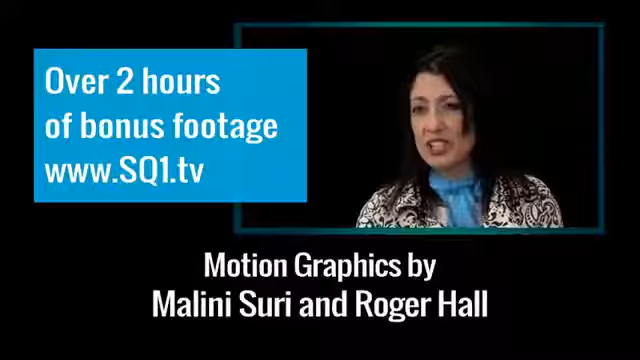 Over 2 hours
of bonus footage
www.SQ1.tv
Motion Graphics by
Malini Suri and Roger Hall